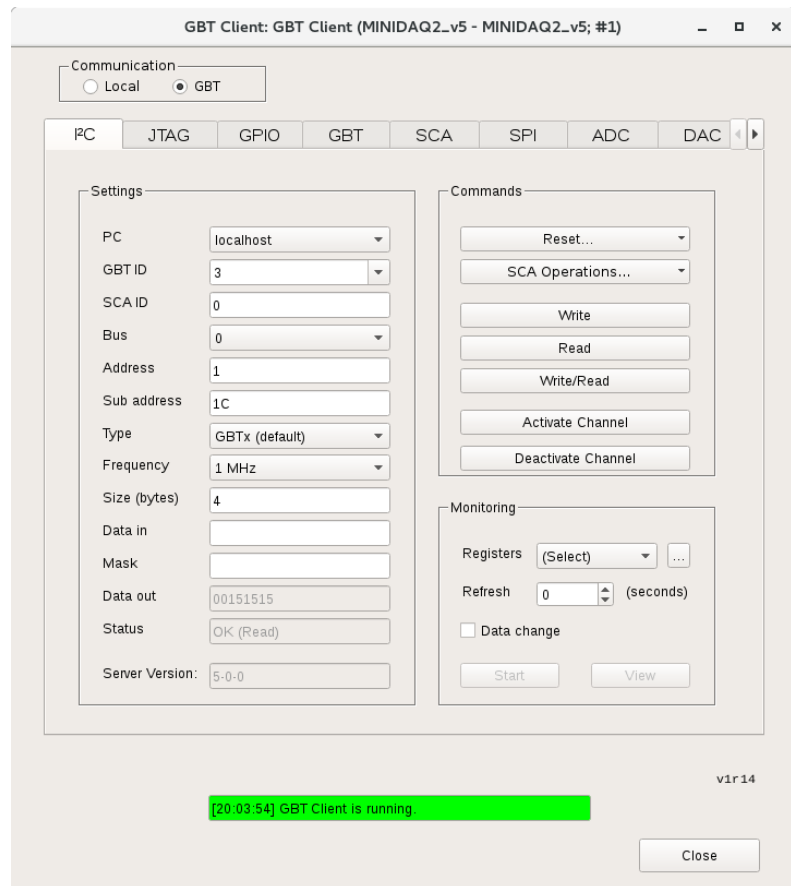 GBT Client: GBT Client (MINIDAQ2_v5 - MINIDAQ2_v5; #1)
Communication
Local GBT
I²C JTAG GPIO GBT SCA SPI ADC DAC
Settings
PC localhost
GBT ID 3
SCA ID 0
Bus 0
Address 1
Sub address 1C
Type GBTx (default)
Frequency 1 MHz
Size (bytes) 4
Data in
Mask
Data out 00151515
Status OK (Read)
Server Version: 5-0-0
Commands
Reset...
SCA Operations...
Write
Read
Write/Read
Activate Channel
Deactivate Channel
Monitoring
Registers (Select) ...
Refresh 0 (seconds)
Data change
Start View
v1r14
[20:03:54] GBT Client is running.
Close